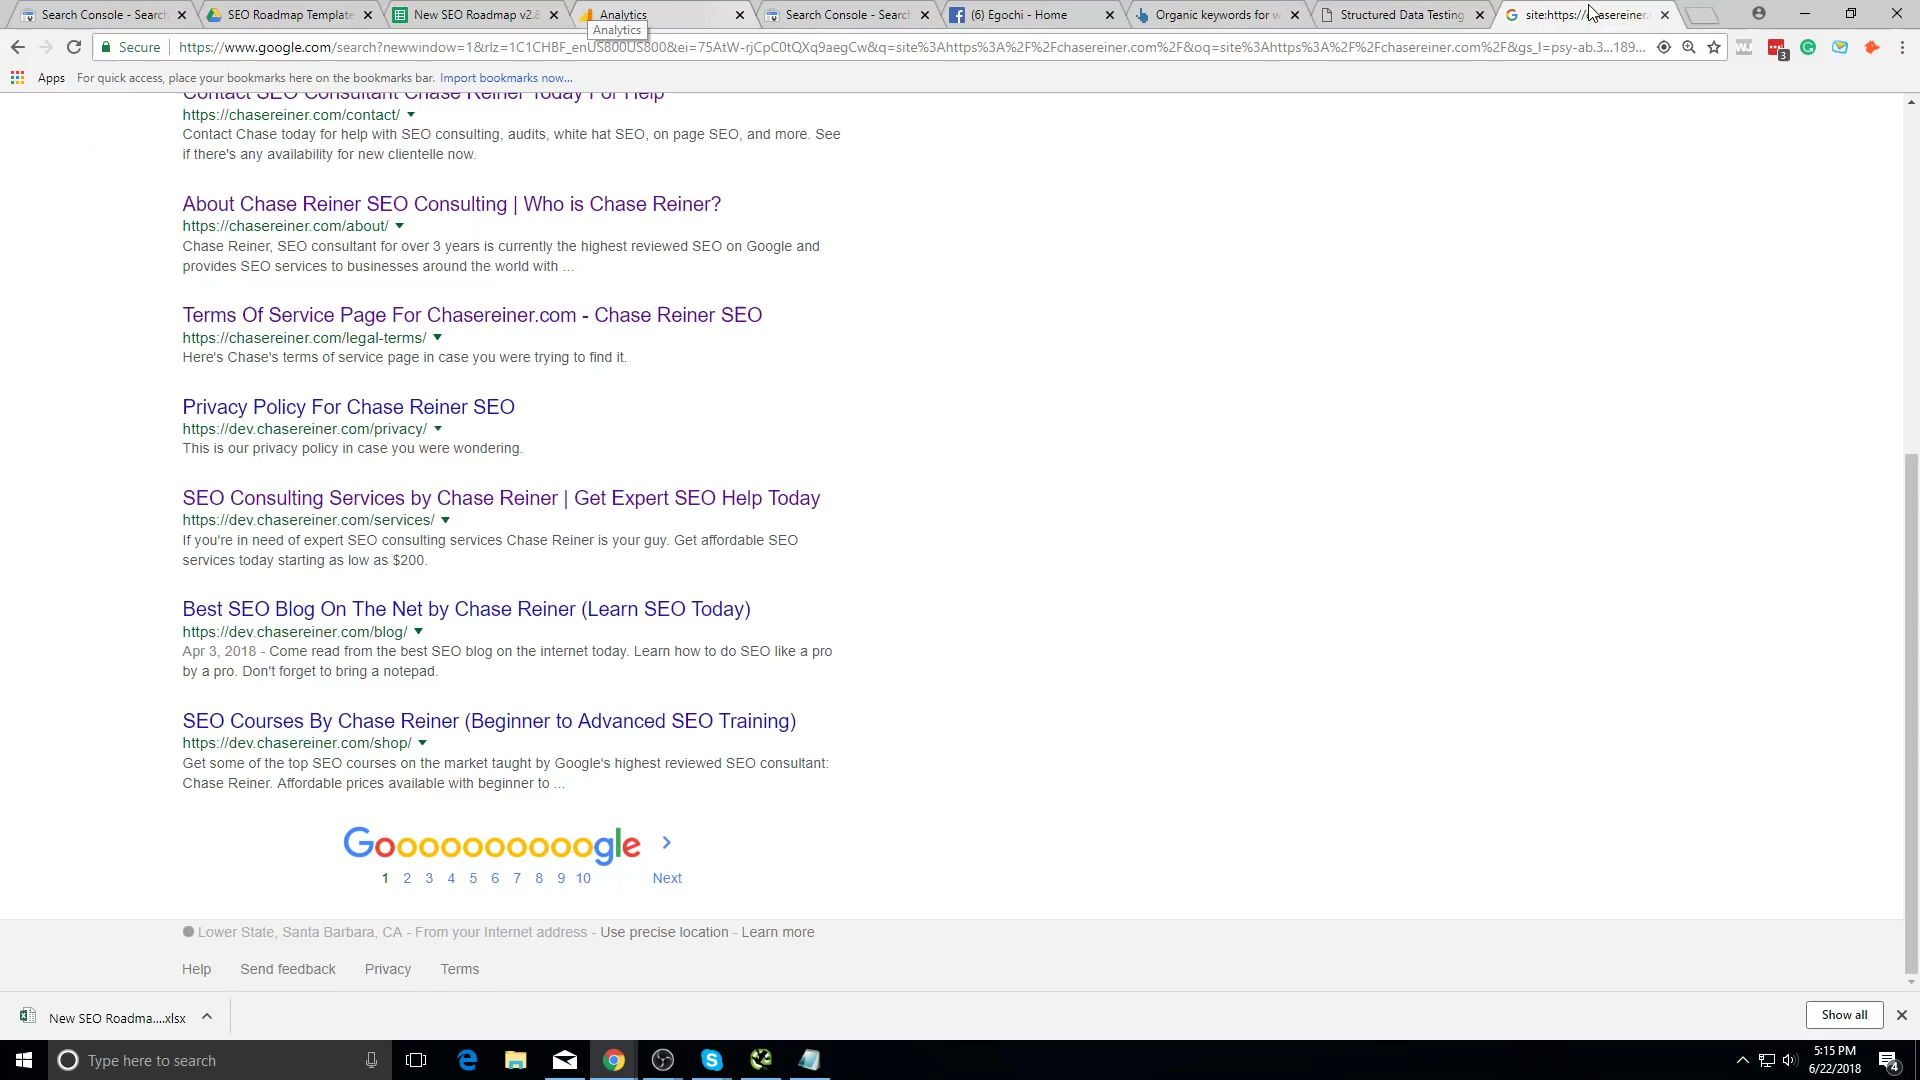 Search Console - Search
SEO Roadmap Template
New SEO Roadmap v2.8
Analytics
Search Console - Search
(6) Egochi - Home
Organic keywords for w
Structured Data Testing
site:https://chasereiner.c
Analytics
Secure
https://www.google.com/search?newwindow=1&rlz=1C1CHBF_enUS800US800&ei=75AtW-rjCpC0tQXq9aegCw&q=site%3Ahttps%3A%2F%2Fchasereiner.com%2F&oq=site%3Ahttps%3A%2F%2Fchasereiner.com%2F&gs_l=psy-ab.3...189...
3
Apps
For quick access, place your bookmarks here on the bookmarks bar. Import bookmarks now...
Contact SEO Consultant Chase Reiner Today For Help
https://chasereiner.com/contact/
Contact Chase today for help with SEO consulting, audits, white hat SEO, on page SEO, and more. See
if there's any availability for new clientelle now.
About Chase Reiner SEO Consulting | Who is Chase Reiner?
https://chasereiner.com/about/
Chase Reiner, SEO consultant for over 3 years is currently the highest reviewed SEO on Google and
provides SEO services to businesses around the world with ...
Terms Of Service Page For Chasereiner.com - Chase Reiner SEO
https://chasereiner.com/legal-terms/
Here's Chase's terms of service page in case you were trying to find it.
Privacy Policy For Chase Reiner SEO
https://dev.chasereiner.com/privacy/
This is our privacy policy in case you were wondering.
SEO Consulting Services by Chase Reiner | Get Expert SEO Help Today
https://dev.chasereiner.com/services/
If you're in need of expert SEO consulting services Chase Reiner is your guy. Get affordable SEO
services today starting as low as $200.
Best SEO Blog On The Net by Chase Reiner (Learn SEO Today)
https://dev.chasereiner.com/blog/
Apr 3, 2018 - Come read from the best SEO blog on the internet today. Learn how to do SEO like a pro
by a pro. Don't forget to bring a notepad.
SEO Courses By Chase Reiner (Beginner to Advanced SEO Training)
https://dev.chasereiner.com/shop/
Get some of the top SEO courses on the market taught by Google's highest reviewed SEO consultant:
Chase Reiner. Affordable prices available with beginner to ...
Goooooooooogle
1 2 3 4 5 6 7 8 9 10 Next
Lower State, Santa Barbara, CA - From your Internet address - Use precise location - Learn more
Help Send feedback Privacy Terms
New SEO Roadma....xlsx
Show all
Type here to search
5:15 PM
6/22/2018
4